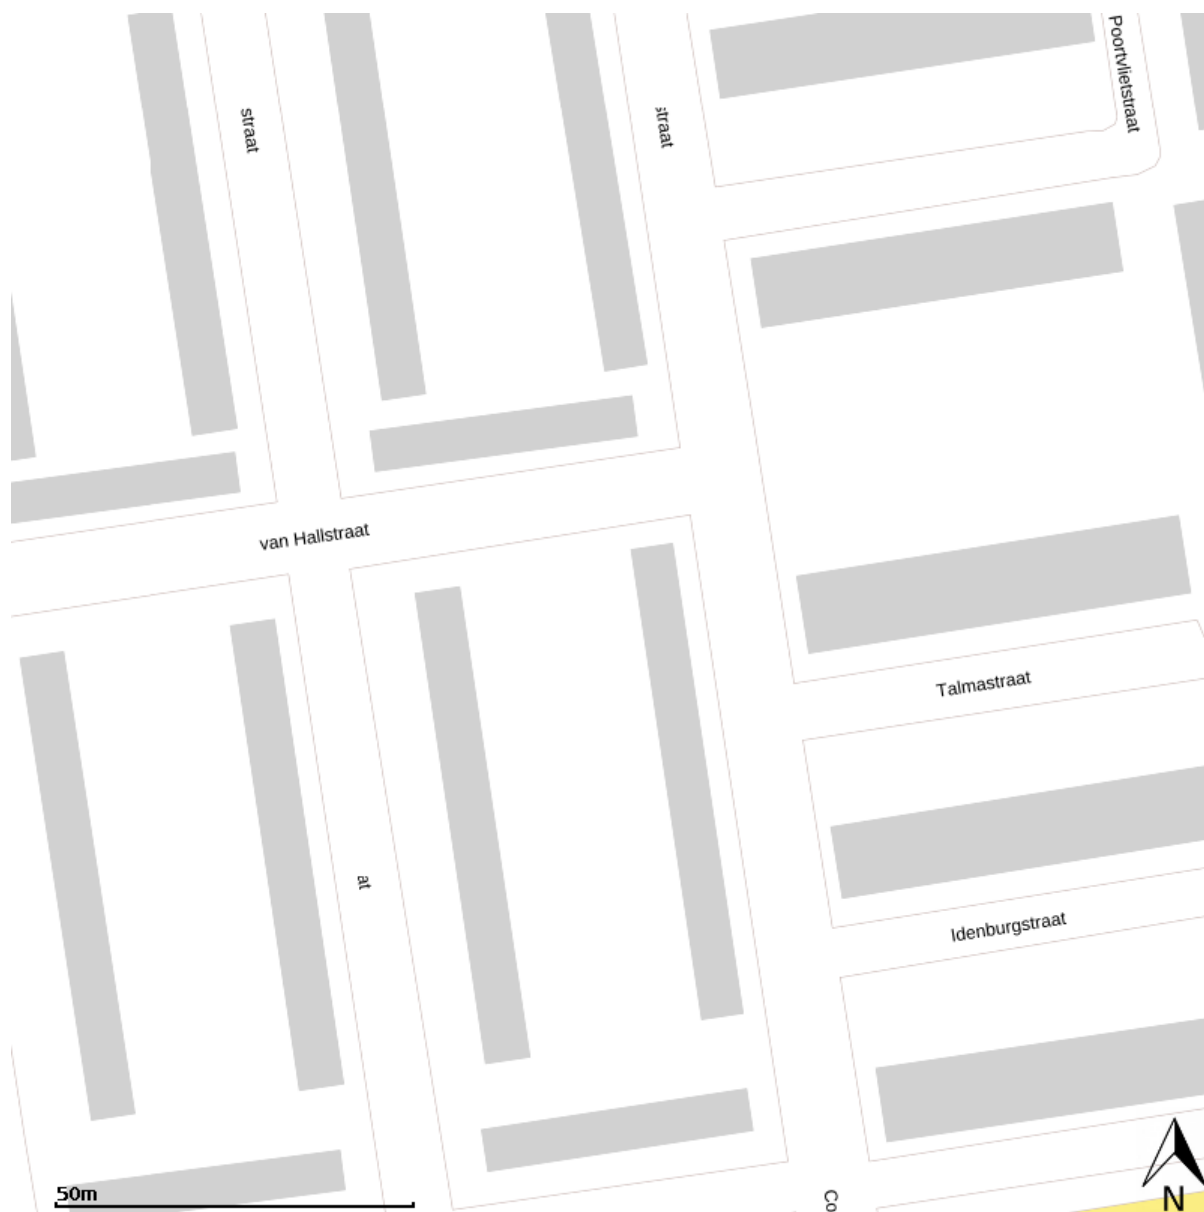 Poortvlietstraat
straat
straat
van Hallstraat
Talmastraat
at
Idenburgstraat
50m
Co
N